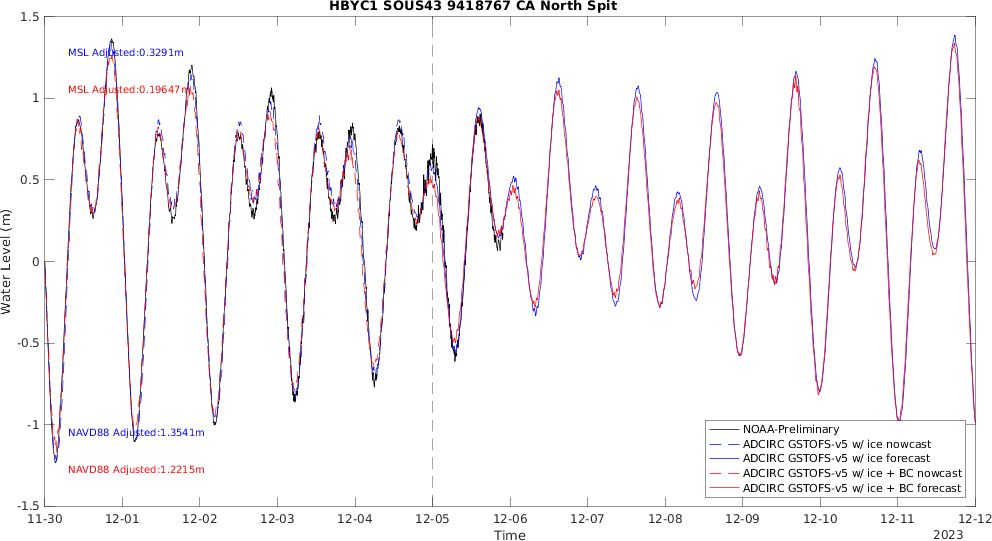 HBYC1 SOUS43 9418767 CA North Spit
1.5
1
0.5
0
-0.5
-1
-1.5
Water Level (m)
MSL Adjusted:0.3291m
MSL Adjusted:0.19647m
NAVD88 Adjusted:1.3541m
NAVD88 Adjusted:1.2215m
NOAA-Preliminary
ADCIRC GSTOFS-v5 w/ ice nowcast
ADCIRC GSTOFS-v5 w/ ice forecast
ADCIRC GSTOFS-v5 w/ ice + BC nowcast
ADCIRC GSTOFS-v5 w/ ice + BC forecast
11-30 12-01 12-02 12-03 12-04 12-05 12-06 12-07 12-08 12-09 12-10 12-11 12-12
Time
2023